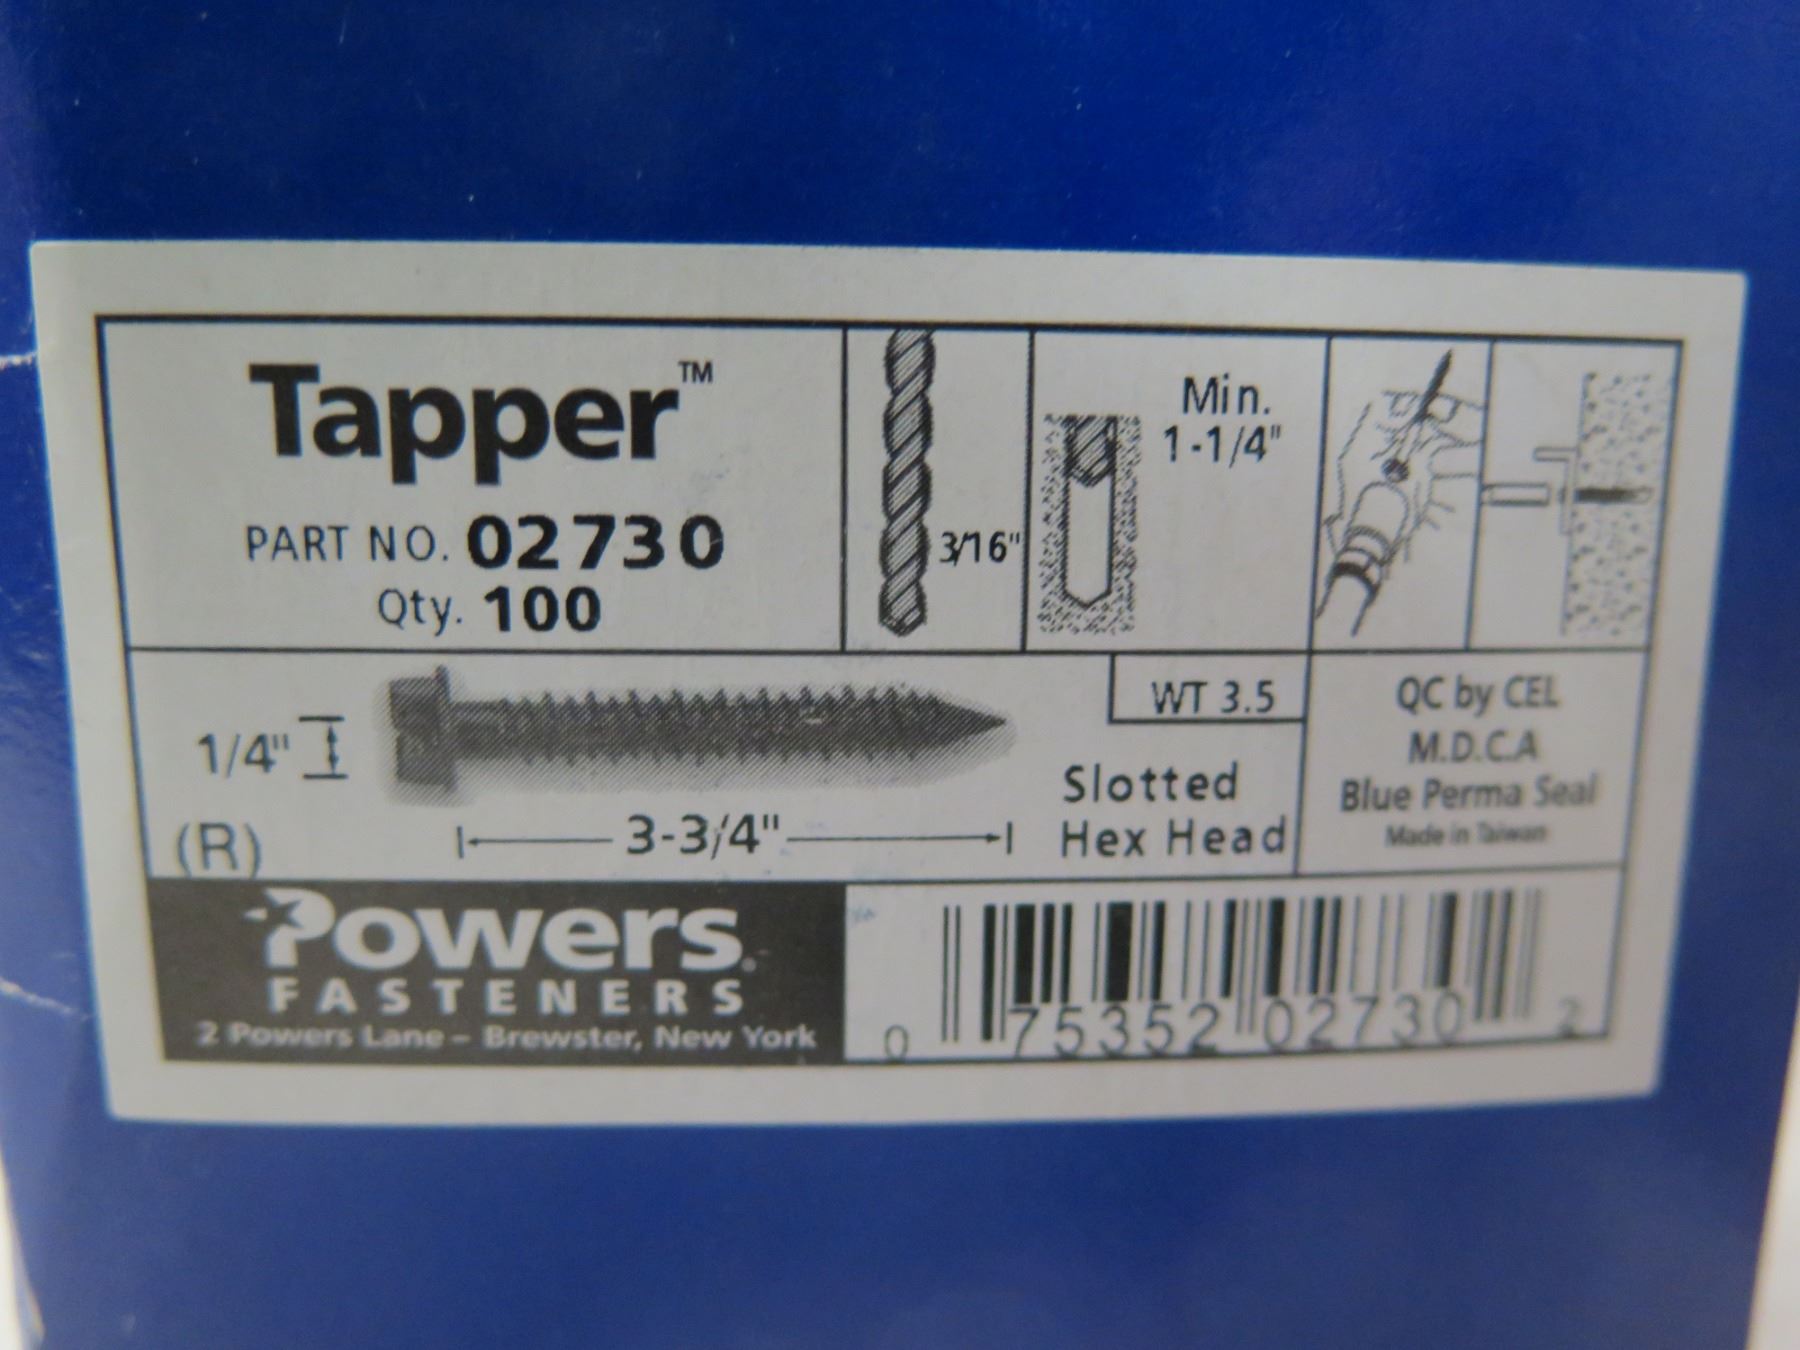 Tapper™
PART NO. 02730
Qty. 100
3/16"
Min.
1-1/4"
1/4"
(R)
3-3/4"
WT 3.5
Slotted
Hex Head
QC by CEL
M.D.C.A
Blue Perma Seal
Made in Taiwan
Powers.
FASTENERS
2 Powers Lane – Brewster, New York
0 75352 02730 2